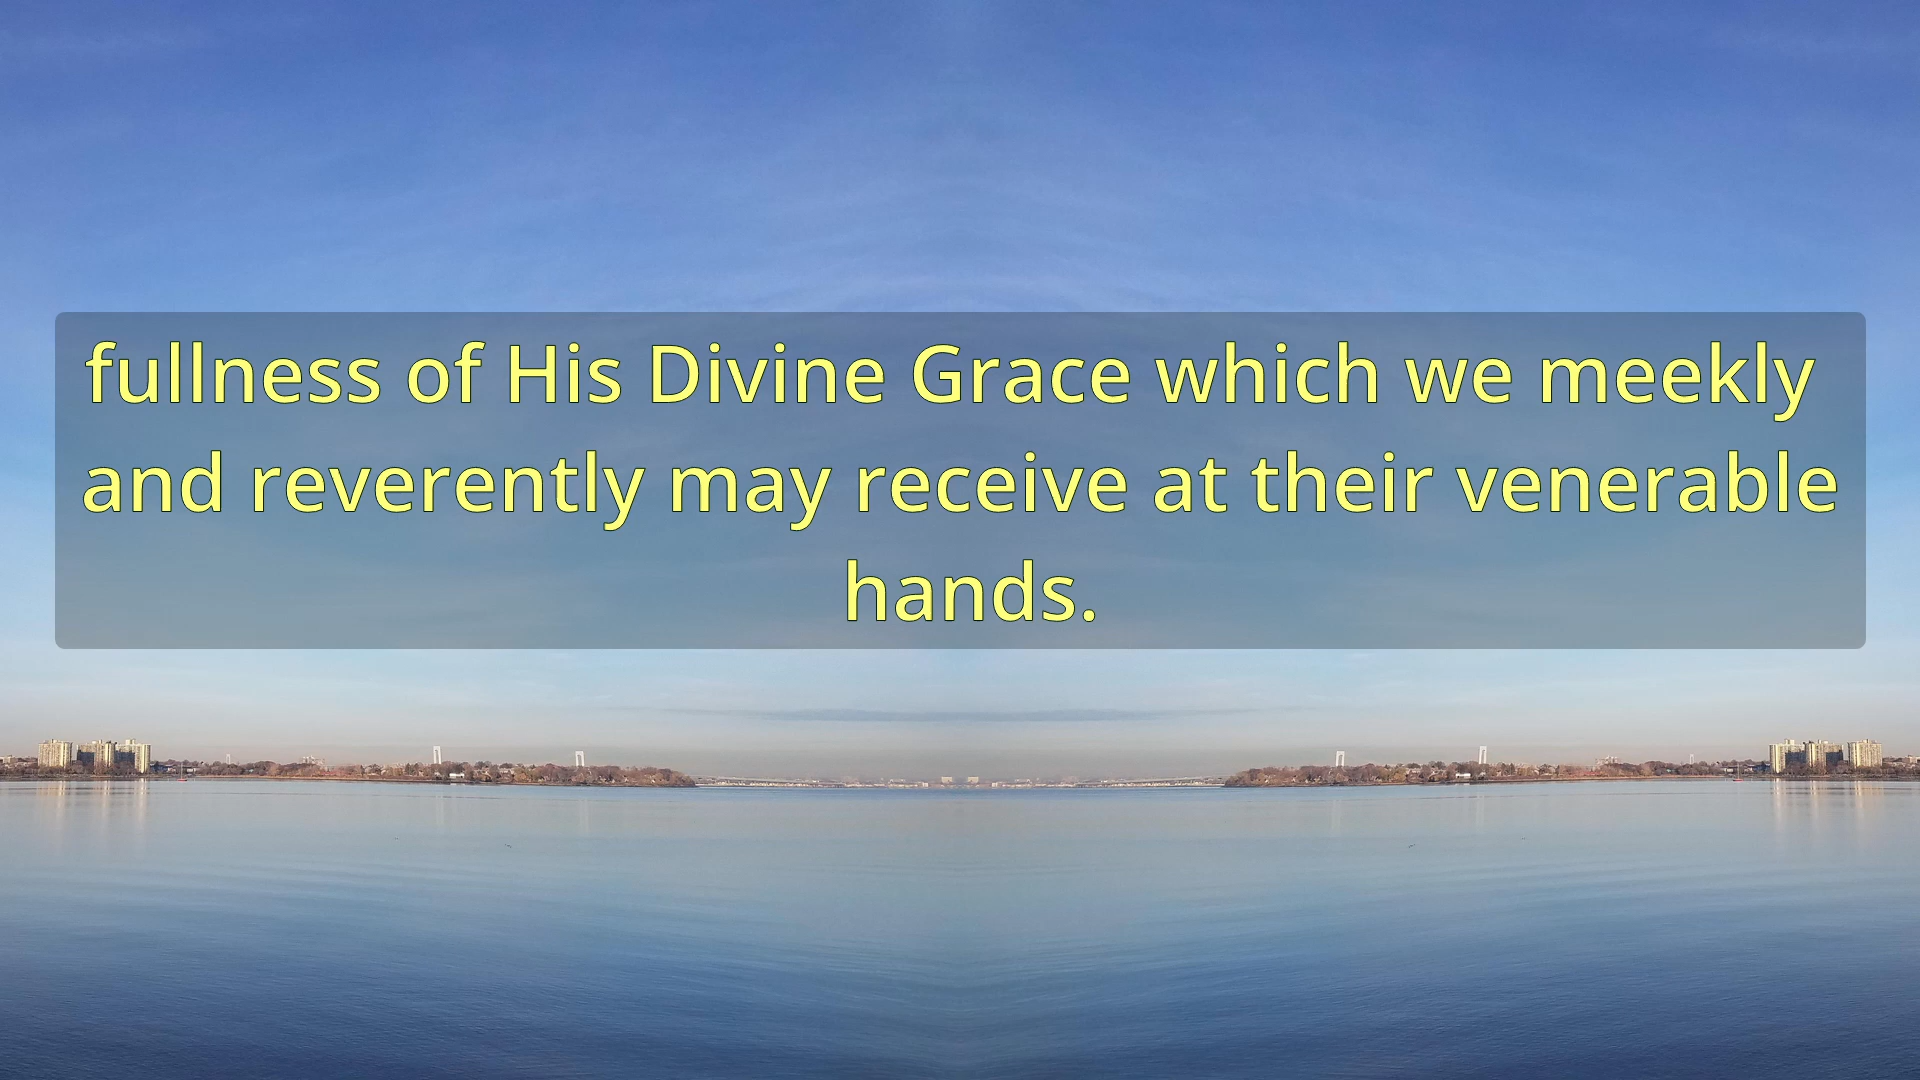 fullness of His Divine Grace which we meekly
and reverently may receive at their venerable
hands.